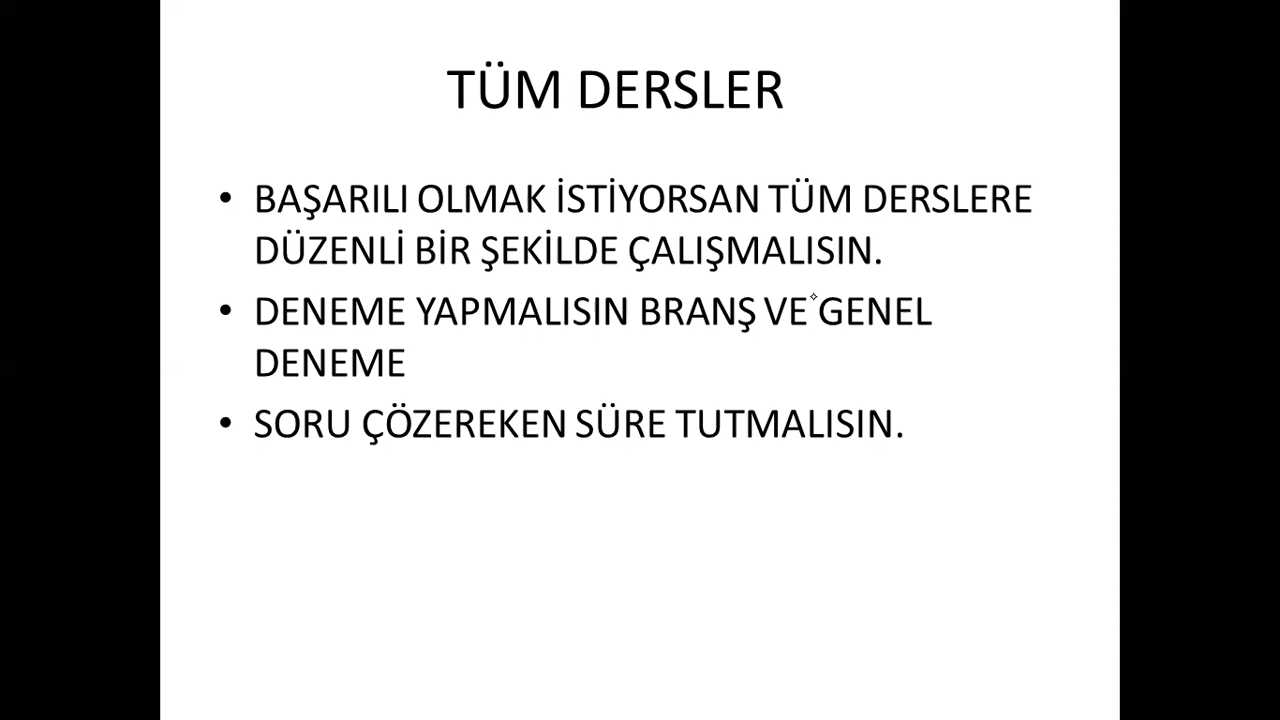 TÜM DERSLER
• BAŞARILI OLMAK İSTİYORSAN TÜM DERSLERE
DÜZENLİ BİR ŞEKİLDE ÇALIŞMALISIN.
• DENEME YAPMALISIN BRANŞ VE GENEL
DENEME
• SORU ÇÖZEREKEN SÜRE TUTMALISIN.